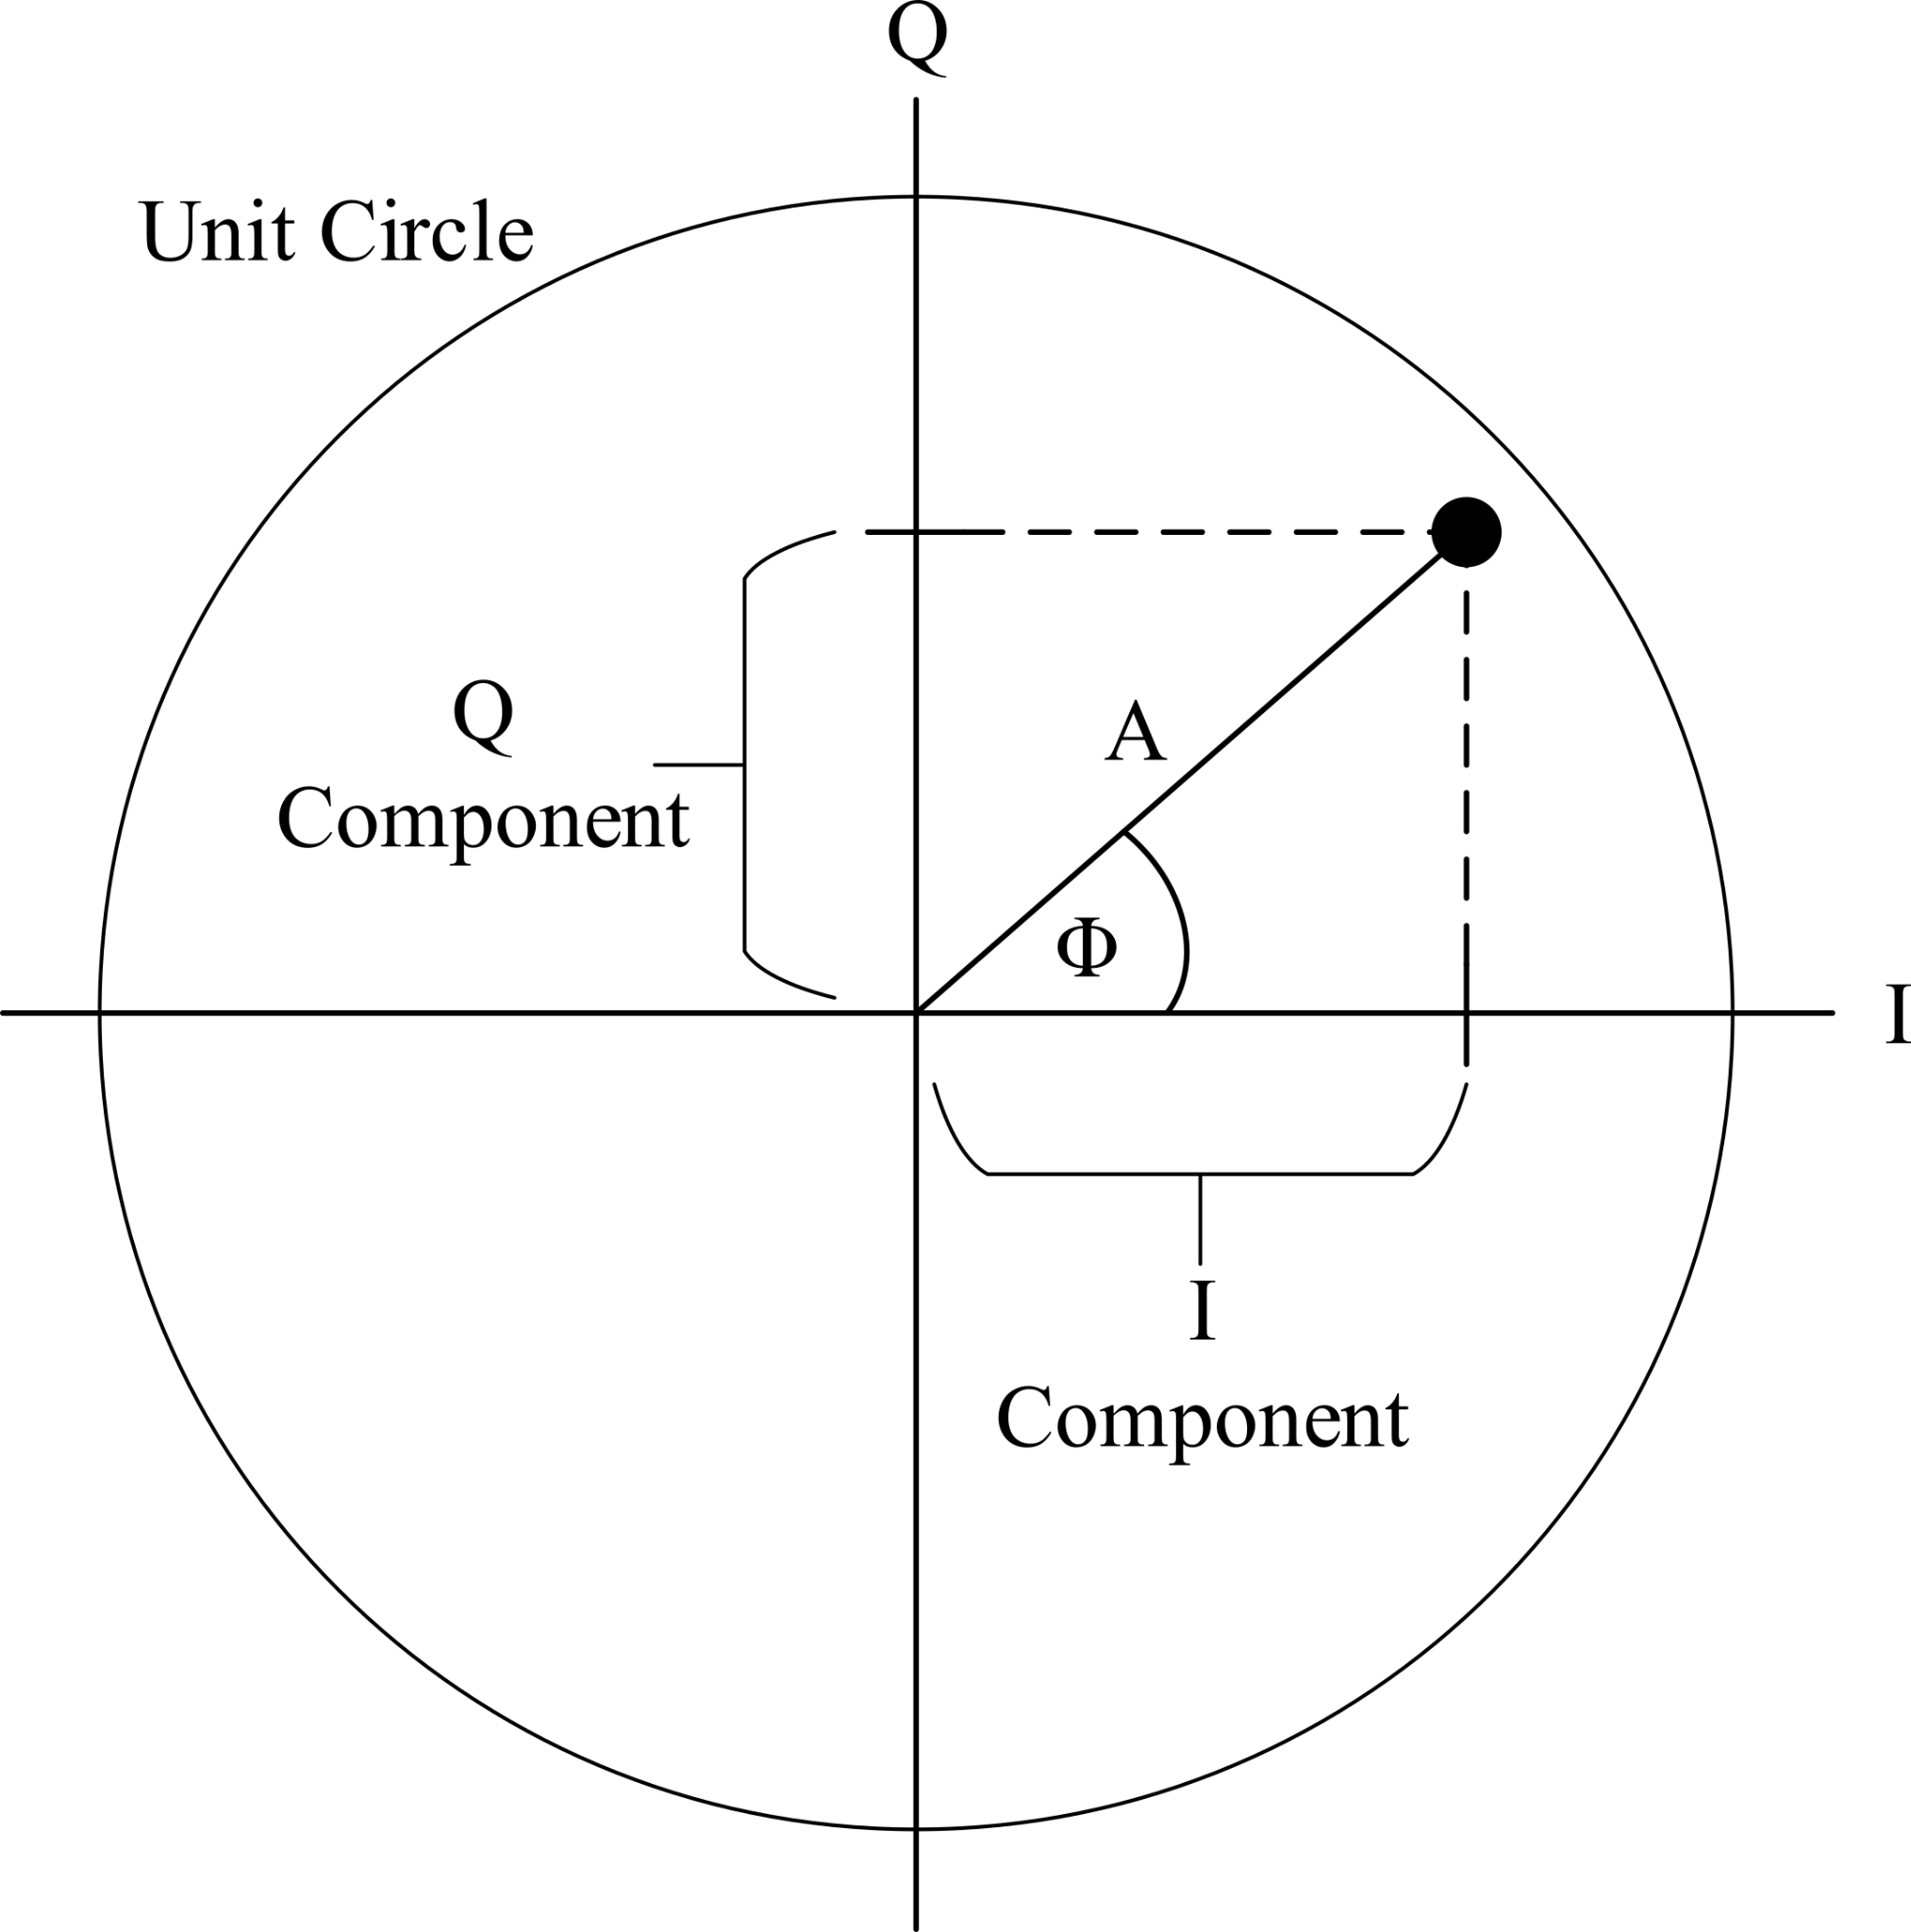 Q
Unit Circle
Q
Component
A
Φ
I
I
Component